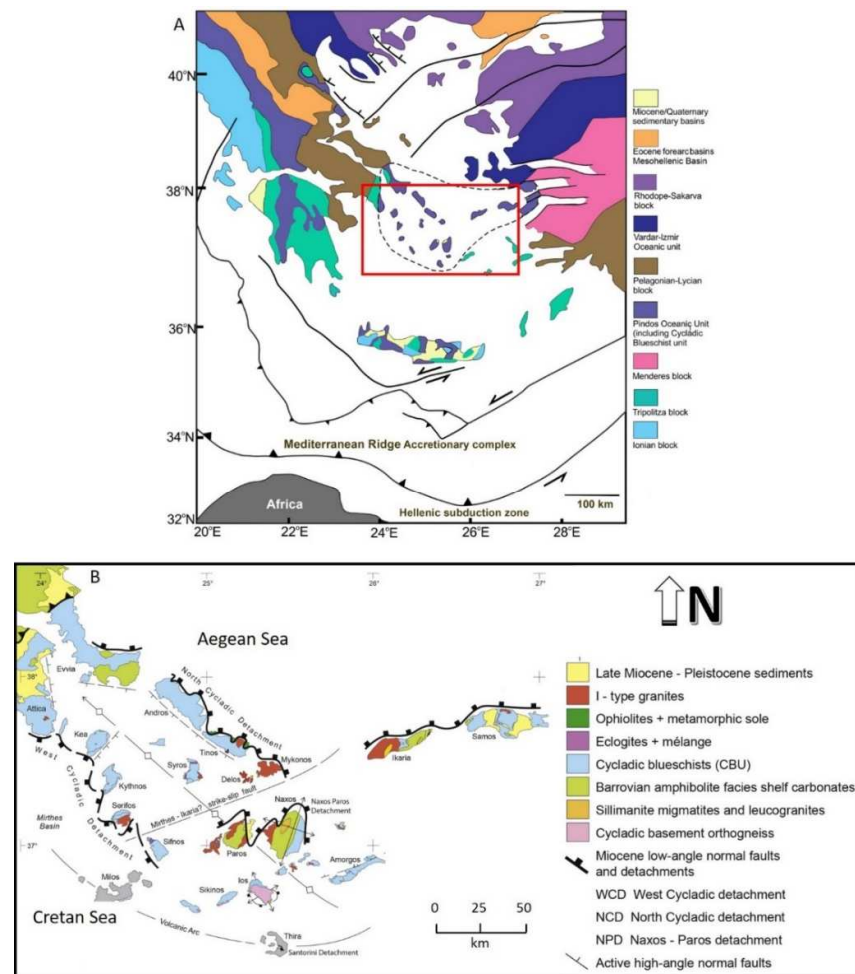 A
40°N
38°N
36°N
34°N
32°N
20°E
22°E
24°E
26°E
28°E
Mediterranean Ridge Accretionary complex
Africa
Hellenic subduction zone
100 km
Miocene/Quaternary
sedimentary basins
Eocene forearcbasins
Mesohellenic Basin
Rhodope-Sakarva
block
Vardar-Izmir
Oceanic unit
Pelagonian-Lycian
block
Pindos Oceanic Unit
(including Cycladic
Blueschist unit
Menderes block
Tripolitza block
Ionian block
B
24°
25°
26°
27°
38°
37°
Aegean Sea
N
Evvia
Attica
Andros
North Cycladic Detachment
Kea
Tinos
Syros
Mykonos
Delos
West Cycladic Detachment
Kythnos
Serifos
Mirthes - Ikaria? strike-slip fault
Mirthes
Basin
Sifnos
Paros
Naxos
Naxos Paros
Detachment
Ikaria
Samos
Milos
Sikinos
Ios
Amorgos
Cretan Sea
Volcanic Arc
Thira
Santorini Detachment
0 25 50
km
Late Miocene - Pleistocene sediments
I - type granites
Ophiolites + metamorphic sole
Eclogites + mélange
Cycladic blueschists (CBU)
Barrovian amphibolite facies shelf carbonates
Sillimanite migmatites and leucogranites
Cycladic basement orthogneiss
Miocene low-angle normal faults
and detachments
WCD West Cycladic detachment
NCD North Cycladic detachment
NPD Naxos - Paros detachment
Active high-angle normal faults